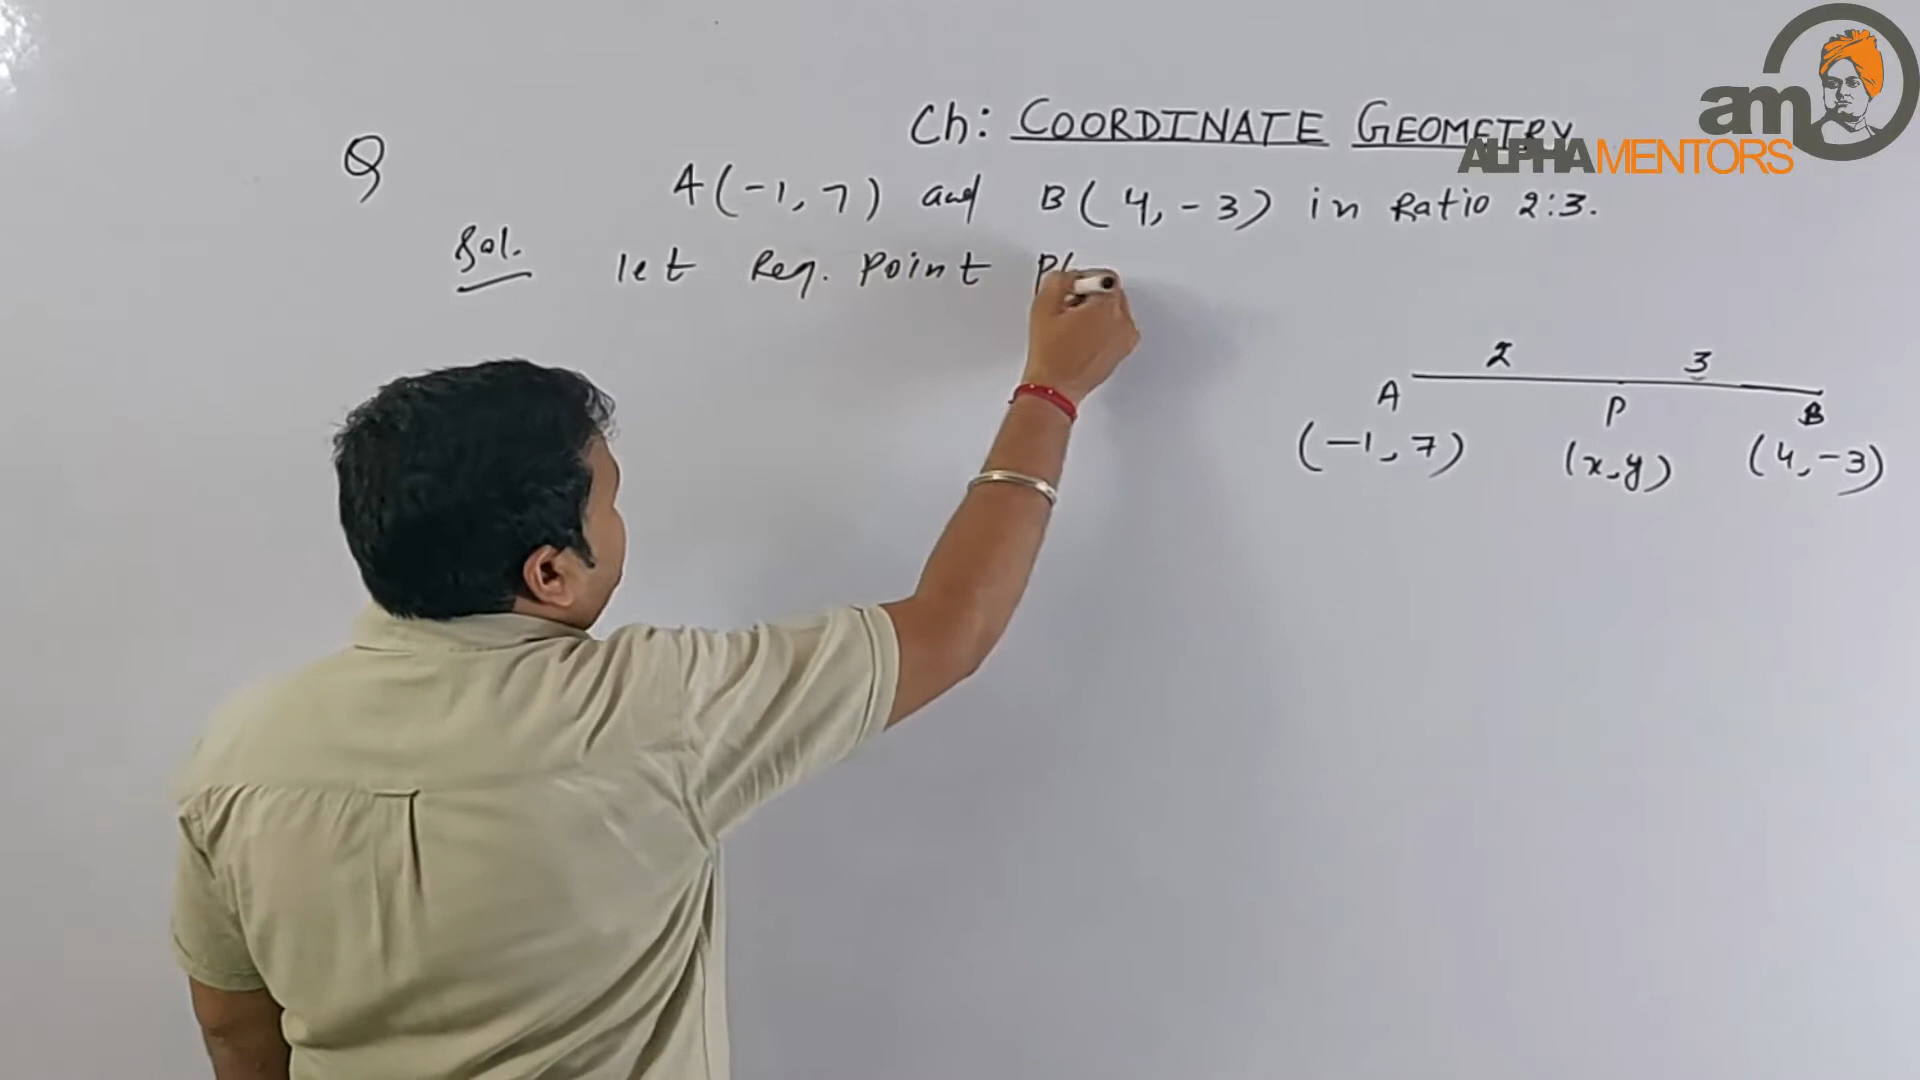 am
ALPHAMENTORS
Ch: COORDINATE GEOMETRY
Q
A(-1, 7) and B(4, -3) in Ratio 2:3.
Sol. let Req. Point P(
2 3
A P B
(-1, 7) (x, y) (4, -3)